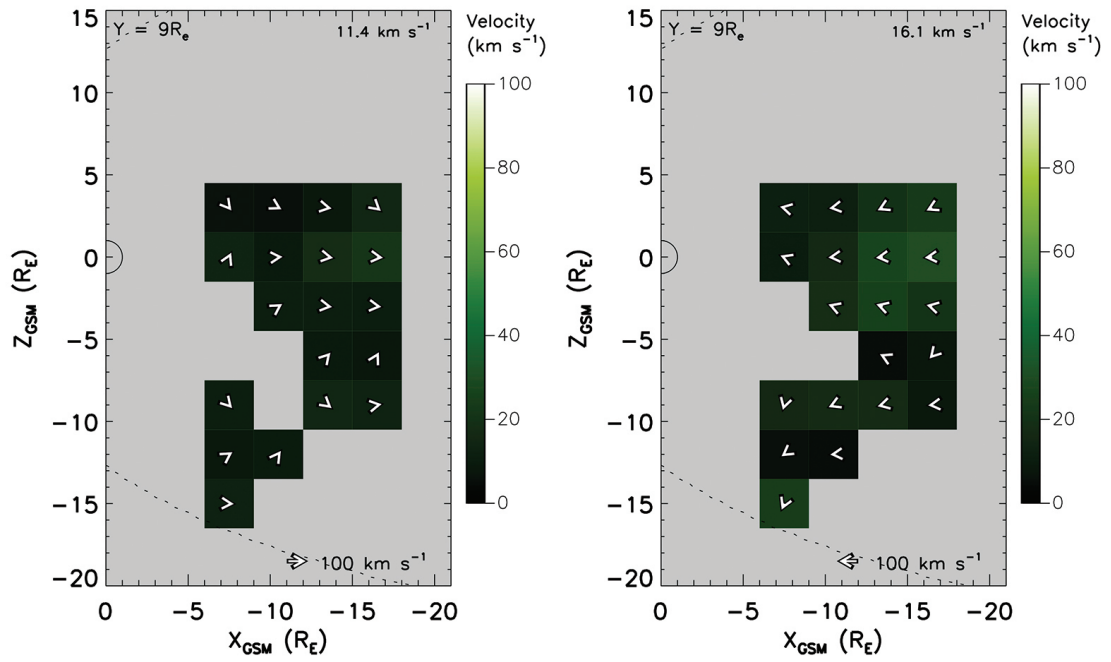 Y = 9Re
11.4 km s⁻¹
Velocity
(km s⁻¹)
15
10
5
0
−5
−10
−15
−20
Z_GSM (R_E)
100
80
60
40
20
0
100 km s⁻¹
0
−5
−10
−15
−20
X_GSM (R_E)
Y = 9Re
16.1 km s⁻¹
Velocity
(km s⁻¹)
15
10
5
0
−5
−10
−15
−20
Z_GSM (R_E)
100
80
60
40
20
0
100 km s⁻¹
0
−5
−10
−15
−20
X_GSM (R_E)